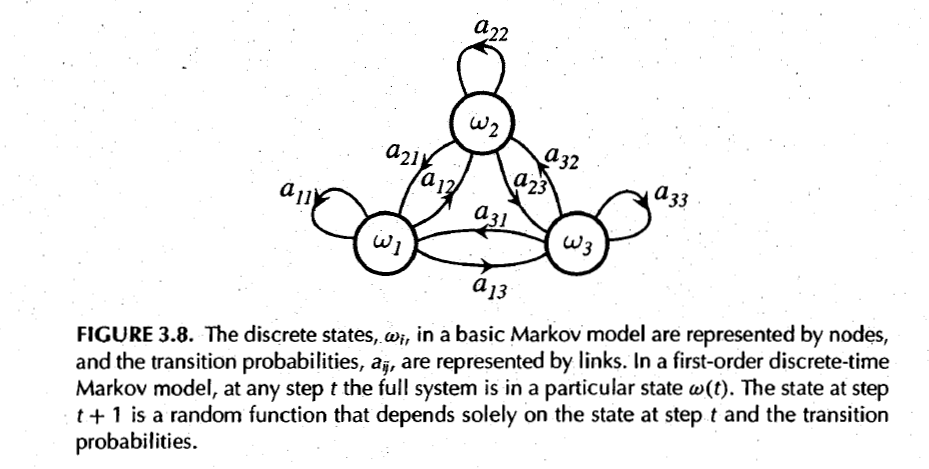 a22
ω2
a21
a32
a12
a23
a11
a33
a31
ω1
ω3
a13
FIGURE 3.8. The discrete states, ωi, in a basic Markov model are represented by nodes,
and the transition probabilities, aij, are represented by links. In a first-order discrete-time
Markov model, at any step t the full system is in a particular state ω(t). The state at step
t + 1 is a random function that depends solely on the state at step t and the transition
probabilities.